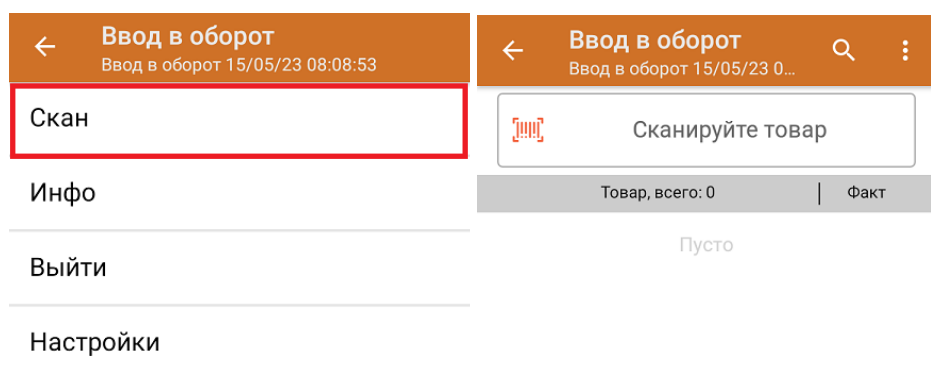 Ввод в оборот
Ввод в оборот 15/05/23 08:08:53
Скан
Инфо
Выйти
Настройки
Ввод в оборот
Ввод в оборот 15/05/23 0...
Сканируйте товар
Товар, всего: 0 | Факт
Пусто